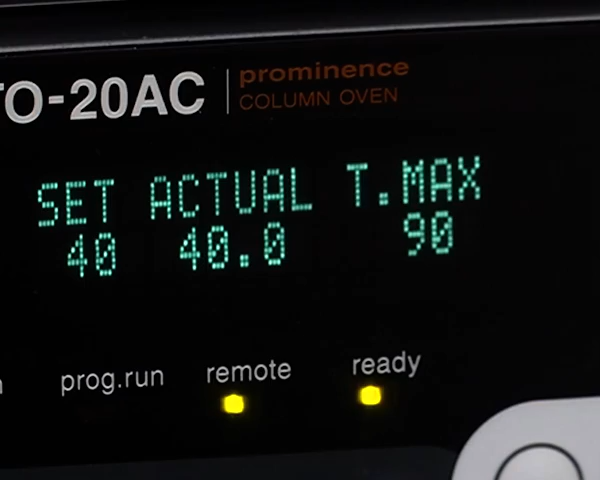 TO-20AC
prominence
COLUMN OVEN
SET ACTUAL T.MAX
40 40.0 90
prog.run remote ready